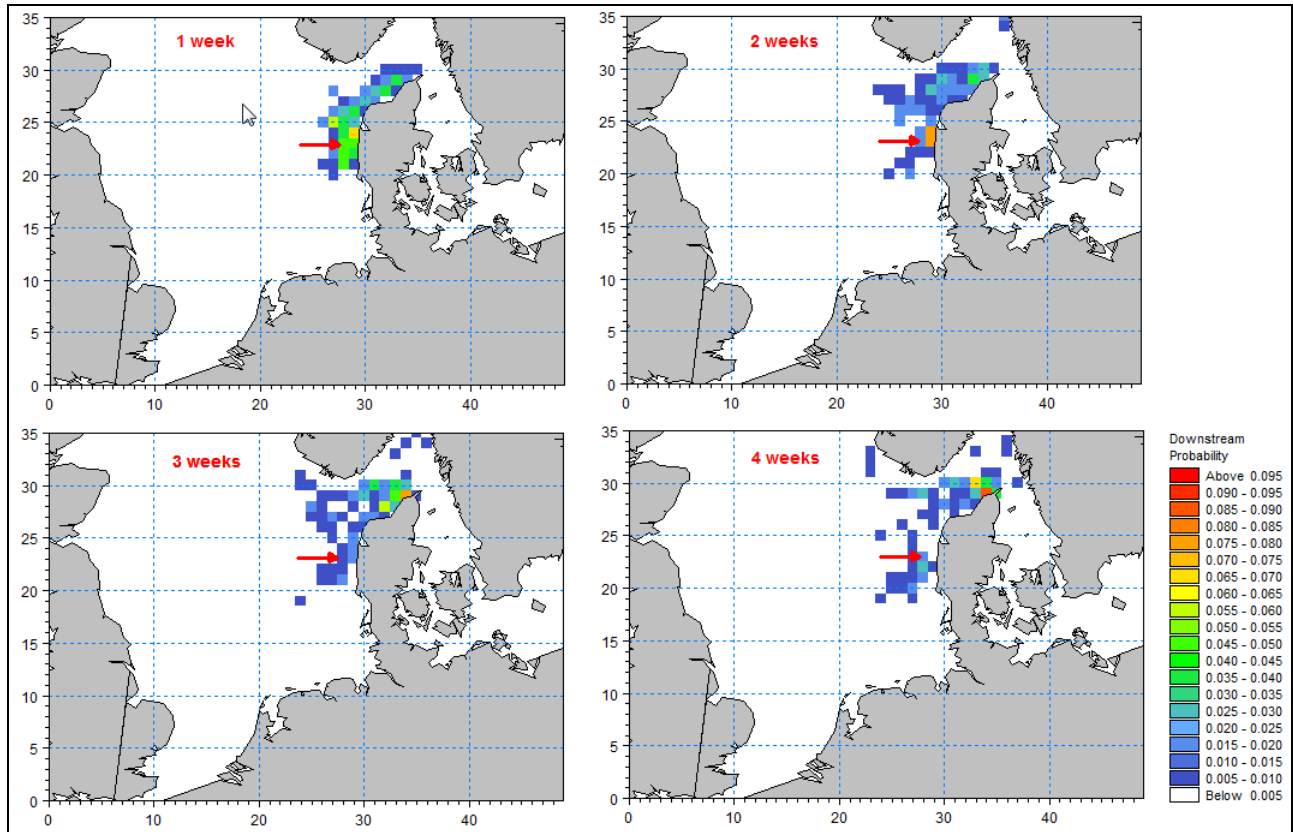 1 week
35
30
25
20
15
10
5
0
0 10 20 30 40
2 weeks
35
30
25
20
15
10
5
0
0 10 20 30 40
3 weeks
35
30
25
20
15
10
5
0
0 10 20 30 40
4 weeks
35
30
25
20
15
10
5
0
0 10 20 30 40
Downstream
Probability
Above 0.095
0.090 - 0.095
0.085 - 0.090
0.080 - 0.085
0.075 - 0.080
0.070 - 0.075
0.065 - 0.070
0.060 - 0.065
0.055 - 0.060
0.050 - 0.055
0.045 - 0.050
0.040 - 0.045
0.035 - 0.040
0.030 - 0.035
0.025 - 0.030
0.020 - 0.025
0.015 - 0.020
0.010 - 0.015
0.005 - 0.010
Below 0.005